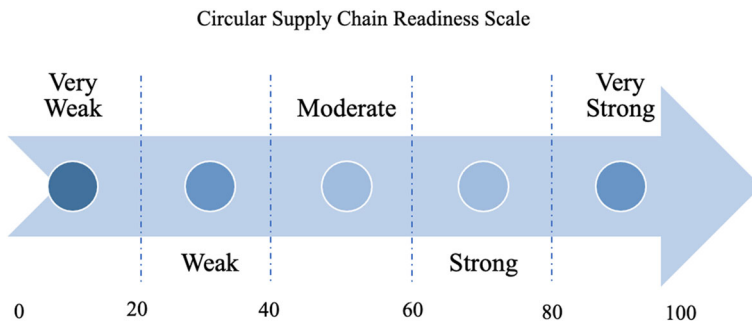 Circular Supply Chain Readiness Scale
Very
Weak
Moderate
Very
Strong
Weak
Strong
0
20
40
60
80
100